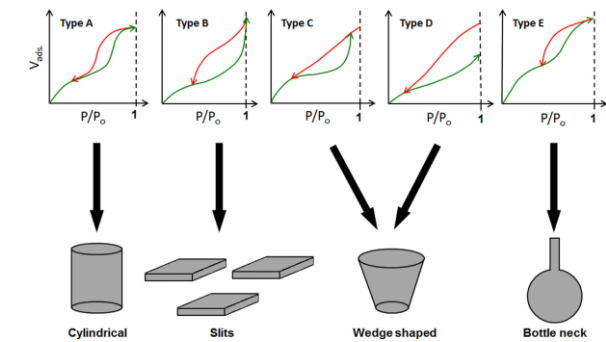 Type A
Type B
Type C
Type D
Type E
V ads.
P/Po
1
P/Po
1
P/Po
1
P/Po
1
P/Po
1
Cylindrical
Slits
Wedge shaped
Bottle neck